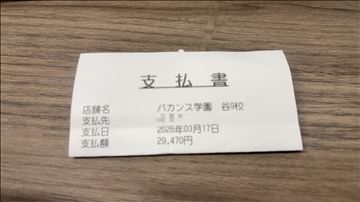 支払書
店舗名 バカンス学園 谷9校
支払先
支払日 2026年03月17日
支払額 29,470円